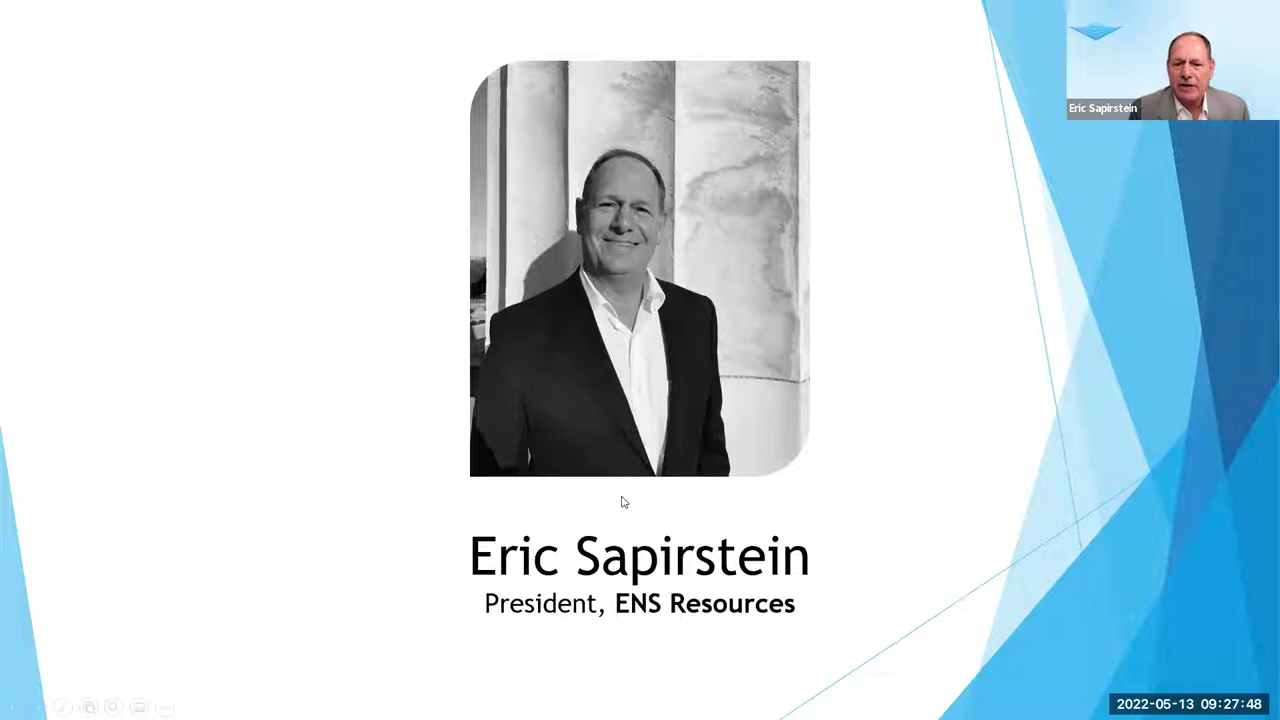 Eric Sapirstein
Eric Sapirstein
President, ENS Resources
2022-05-13 09:27:48